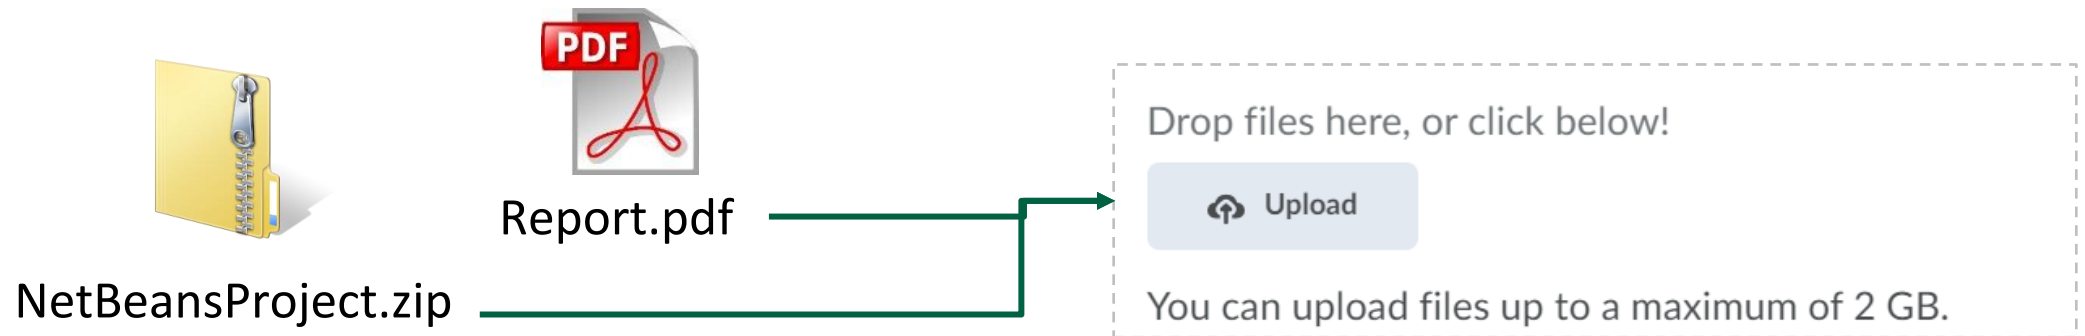 PDF
Report.pdf
NetBeansProject.zip
Drop files here, or click below!
Upload
You can upload files up to a maximum of 2 GB.